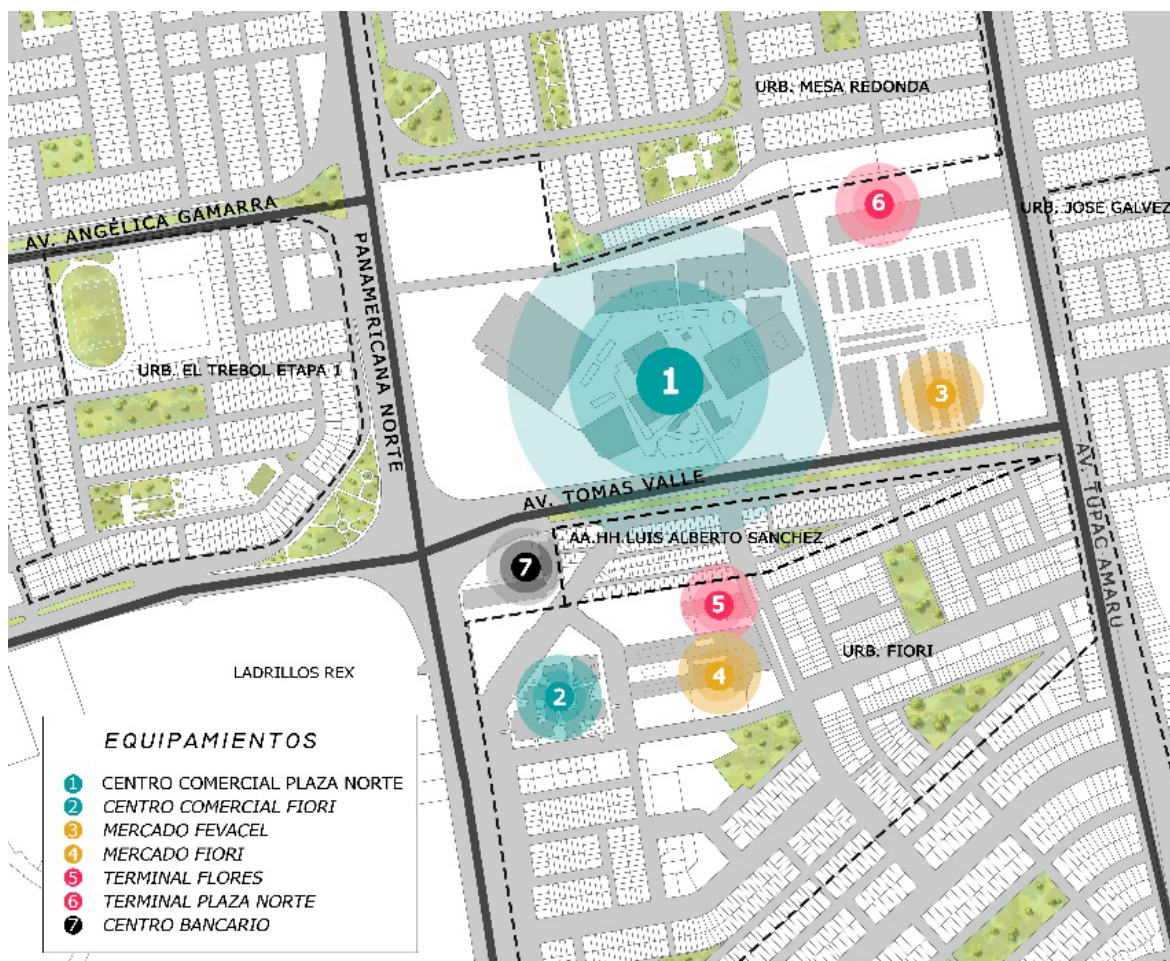 URB. MESA REDONDA
6
URB. JOSE GALVEZ
AV. ANGÉLICA GAMARRA
PANAMERICANA NORTE
URB. EL TREBOL ETAPA I
1
3
AV. TOMAS VALLE
AV. TUPAC AMARU
AA.HH.LUIS ALBERTO SANCHEZ
7
5
URB. FIORI
4
2
LADRILLOS REX
EQUIPAMIENTOS
1 CENTRO COMERCIAL PLAZA NORTE
2 CENTRO COMERCIAL FIORI
3 MERCADO FEVACEL
4 MERCADO FIORI
5 TERMINAL FLORES
6 TERMINAL PLAZA NORTE
7 CENTRO BANCARIO